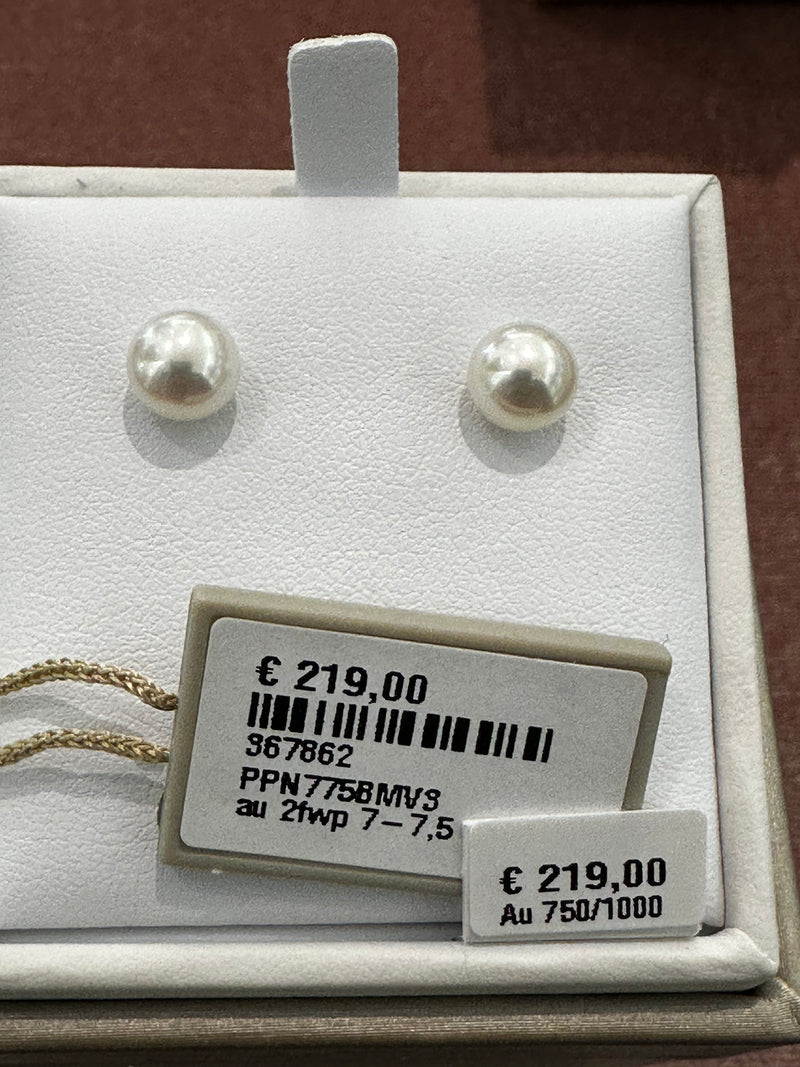 € 219,00
367862
PPN775BMVS
au 2fwp 7-7,5
€ 219,00
Au 750/1000